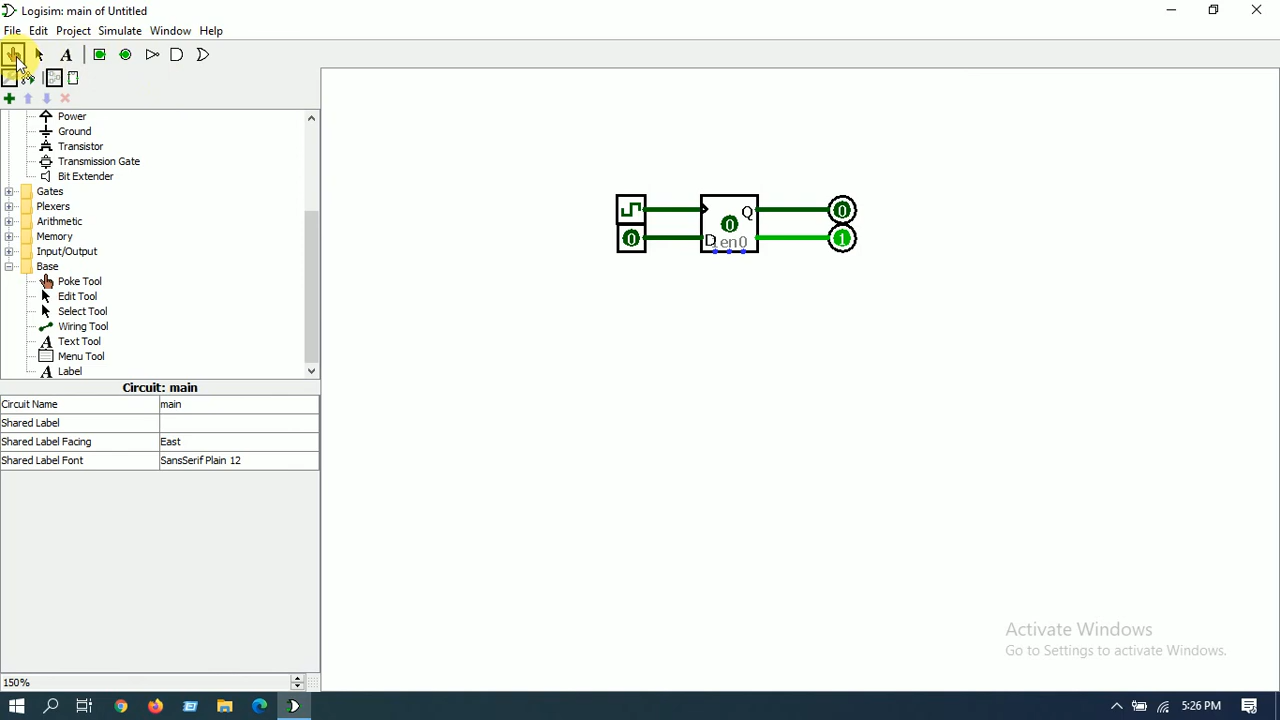 Logisim: main of Untitled
File Edit Project Simulate Window Help
A
Power
Ground
Transistor
Transmission Gate
Bit Extender
Gates
Plexers
Arithmetic
Memory
Input/Output
Base
Poke Tool
Edit Tool
Select Tool
Wiring Tool
A Text Tool
Menu Tool
A Label
Circuit: main
Circuit Name main
Shared Label
Shared Label Facing East
Shared Label Font SansSerif Plain 12
150%
Q 0
0
0 D 1en0 1
Activate Windows
Go to Settings to activate Windows.
5:26 PM